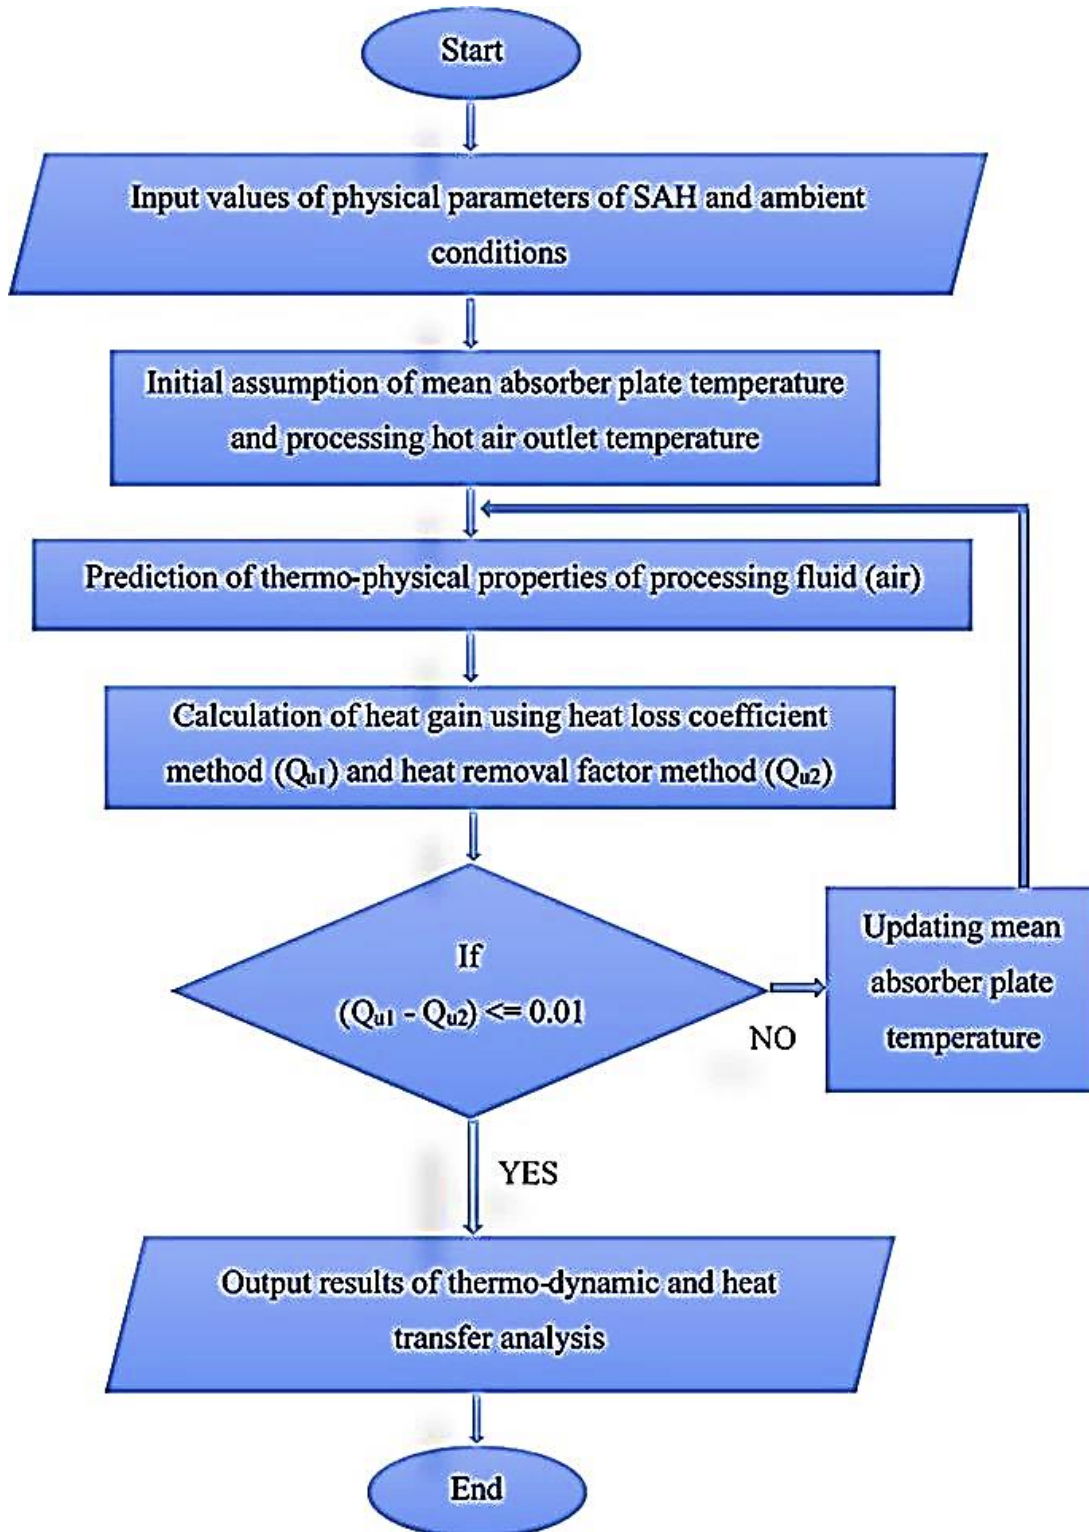 Start
Input values of physical parameters of SAH and ambient
conditions
Initial assumption of mean absorber plate temperature
and processing hot air outlet temperature
Prediction of thermo-physical properties of processing fluid (air)
Calculation of heat gain using heat loss coefficient
method (Qu1) and heat removal factor method (Qu2)
If
(Qu1 - Qu2) <= 0.01
NO
Updating mean
absorber plate
temperature
YES
Output results of thermo-dynamic and heat
transfer analysis
End